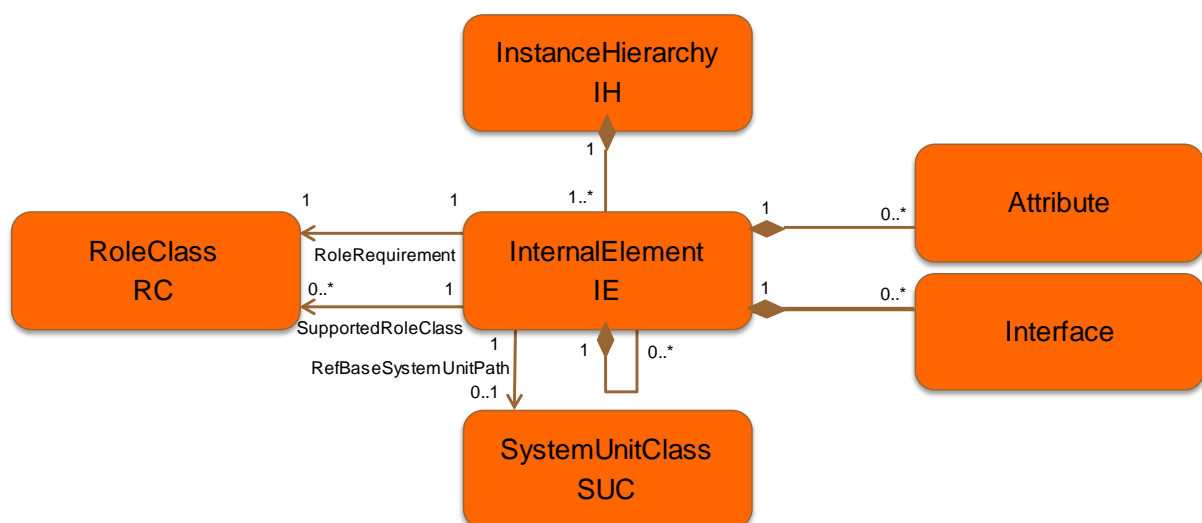 InstanceHierarchy
IH
1
1..*
1
1
RoleRequirement
RoleClass
RC
0..*
1
SupportedRoleClass
InternalElement
IE
1
0..*
Attribute
1
0..*
Interface
1
RefBaseSystemUnitPath
0..1
1
0..*
SystemUnitClass
SUC